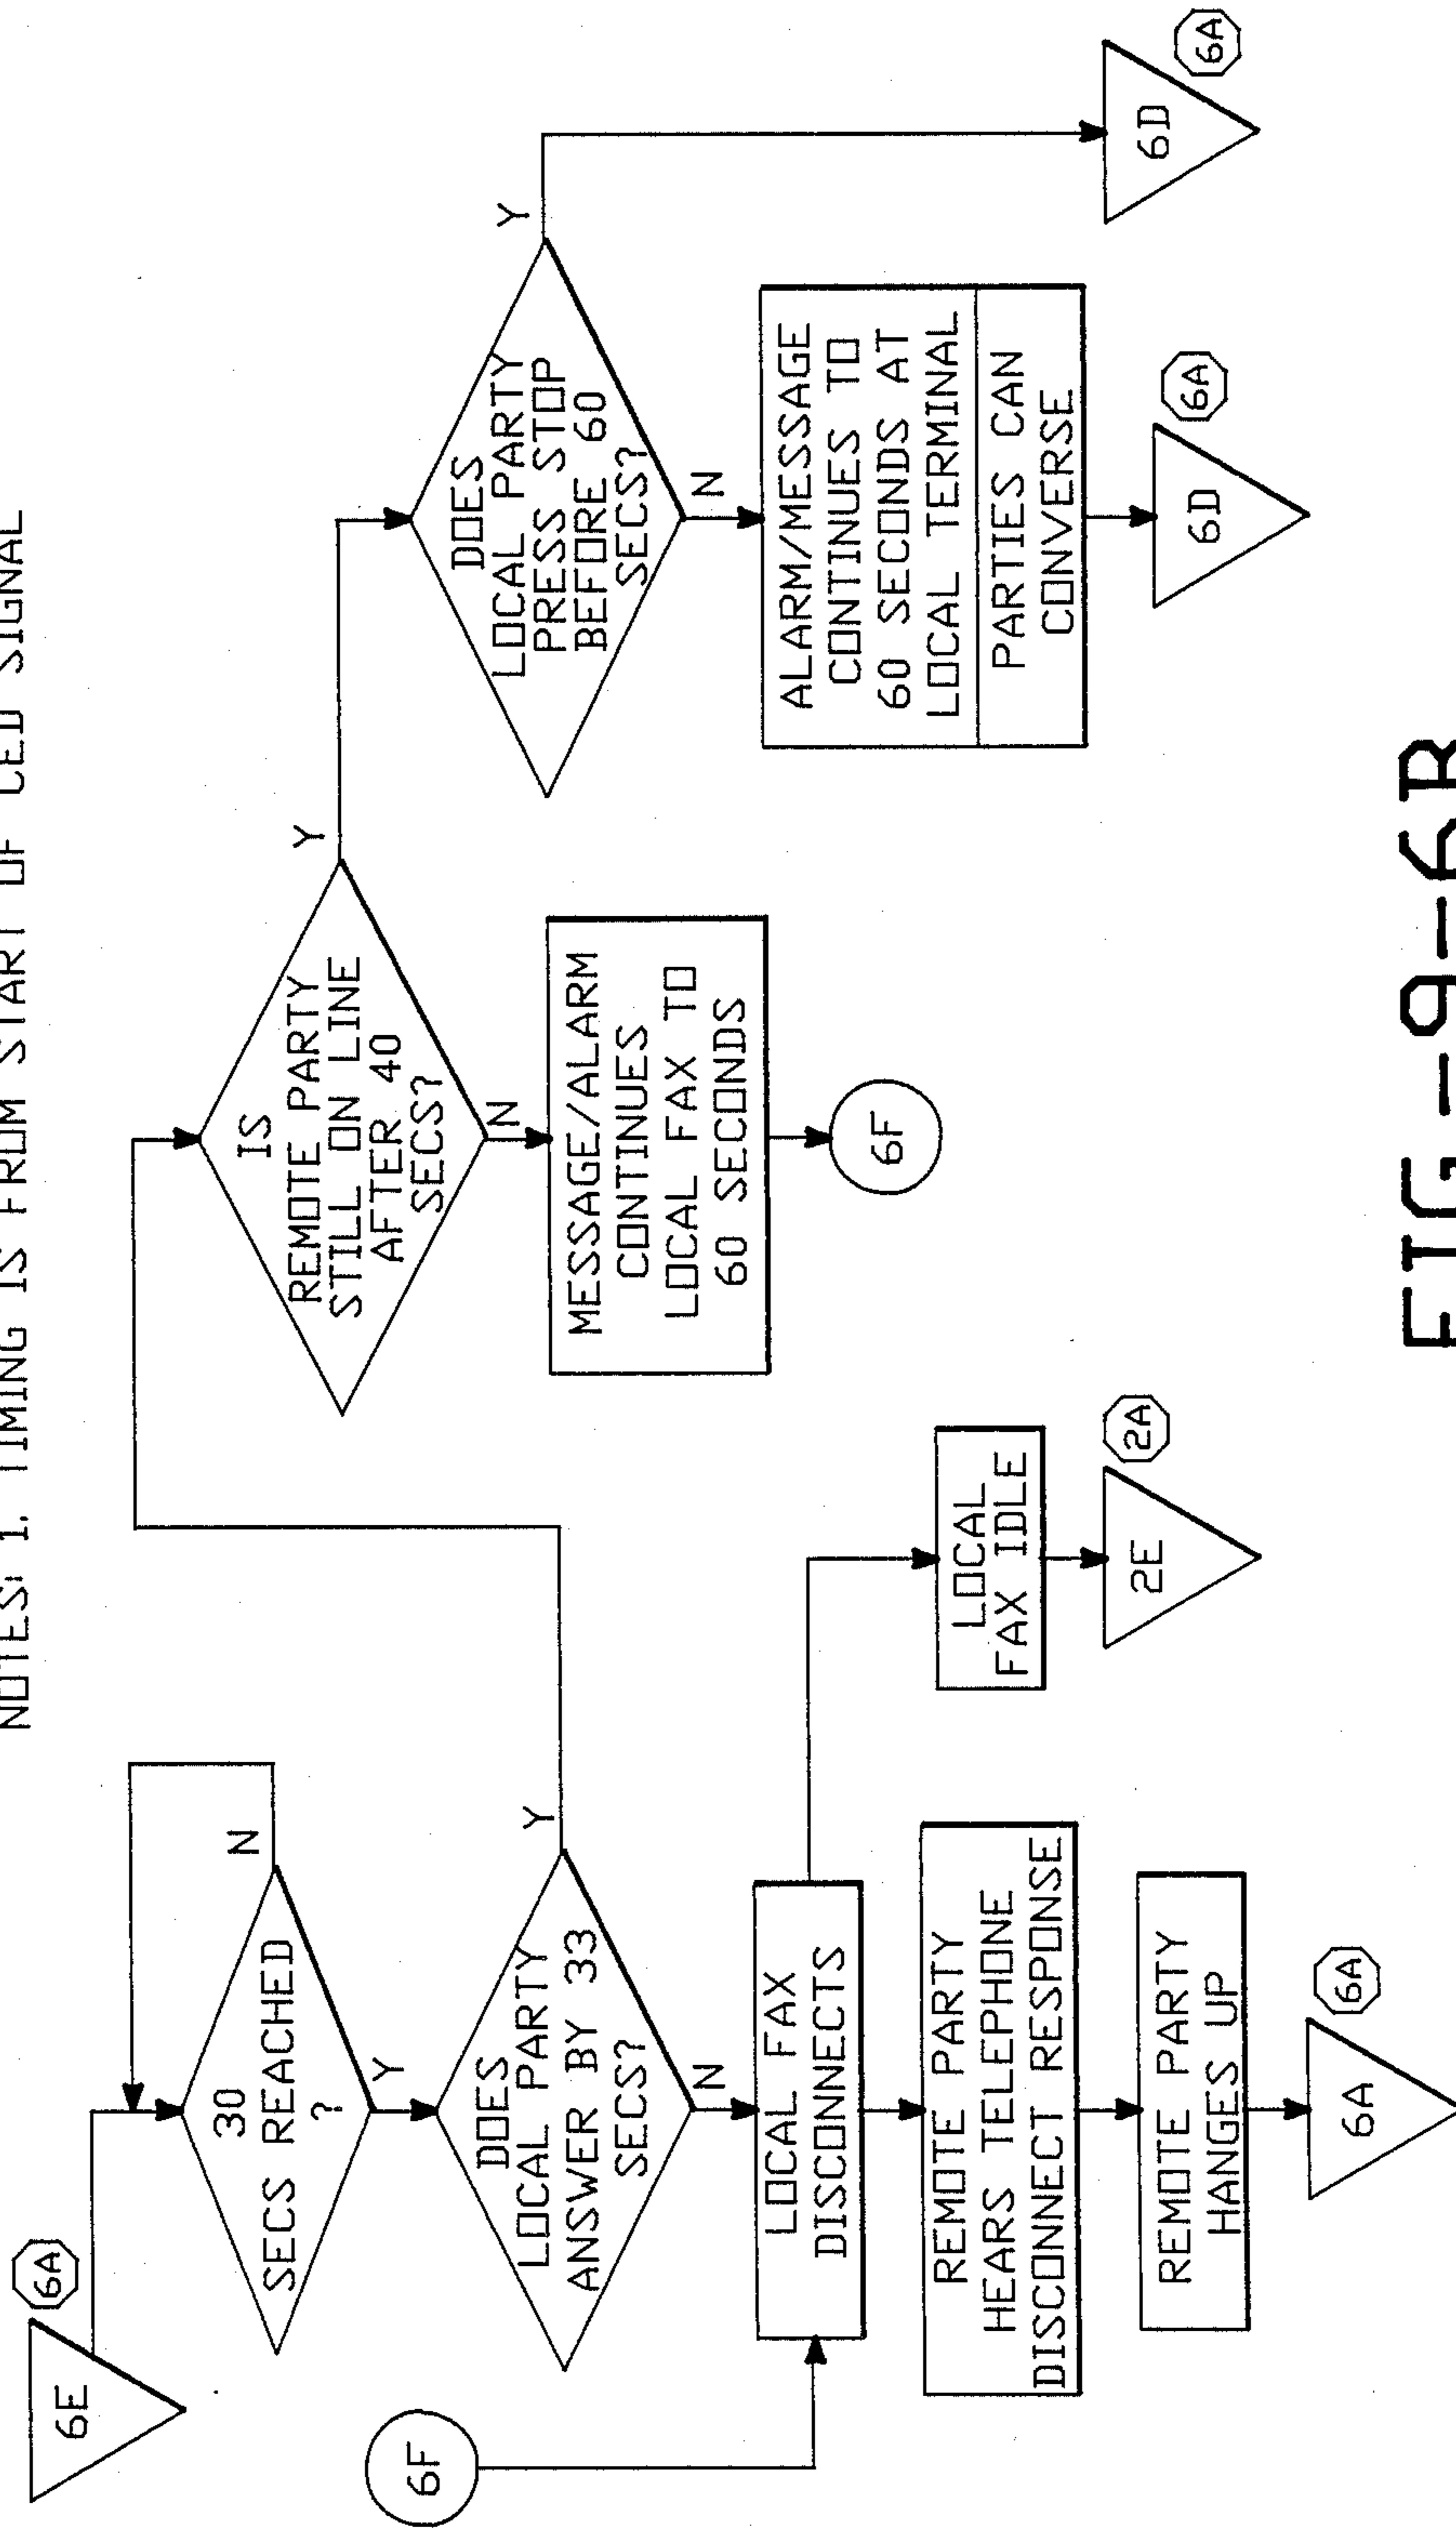 NOTES: 1. TIMING IS FROM START OF CED SIGNAL
6E
6A
30
SECS REACHED
?
N
Y
DOES
LOCAL PARTY
ANSWER BY 33
SECS?
Y
N
6F
LOCAL FAX
DISCONNECTS
REMOTE PARTY
HEARS TELEPHONE
DISCONNECT RESPONSE
REMOTE PARTY
HANGES UP
6A
6A
LOCAL
FAX IDLE
2E
2A
IS
REMOTE PARTY
STILL ON LINE
AFTER 40
SECS?
Y
N
MESSAGE/ALARM
CONTINUES
LOCAL FAX TO
60 SECONDS
6F
DOES
LOCAL PARTY
PRESS STOP
BEFORE 60
SECS?
Y
N
ALARM/MESSAGE
CONTINUES TO
60 SECONDS AT
LOCAL TERMINAL
PARTIES CAN
CONVERSE
6D
6A
6D
6A
FIG.-9-6B